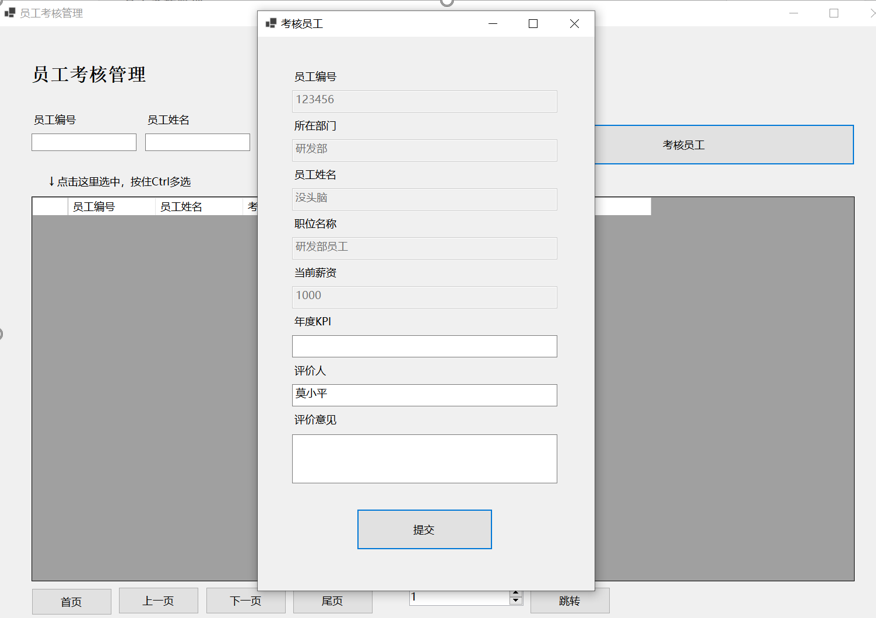 员工考核管理
考核员工
员工考核管理
员工编号
员工姓名
考核员工
↓点击这里选中，按住Ctrl多选
员工编号
员工姓名
员工编号
123456
所在部门
研发部
员工姓名
没头脑
职位名称
研发部员工
当前薪资
1000
年度KPI
评价人
莫小平
评价意见
提交
首页
上一页
下一页
尾页
1
跳转